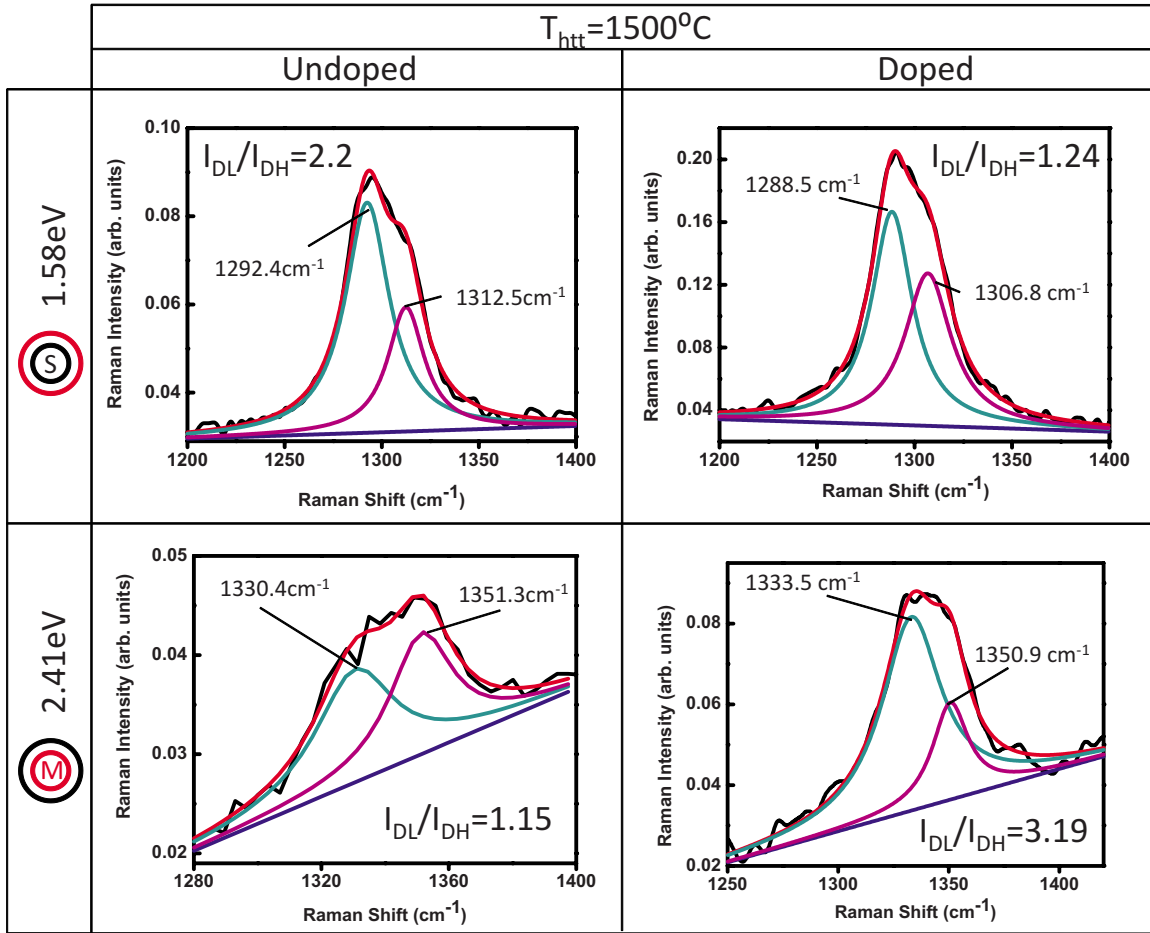 T_htt=1500⁰C
Undoped
Doped
S
1.58eV
I_DL/I_DH=2.2
1292.4cm⁻¹
1312.5cm⁻¹
0.10
0.08
0.06
0.04
1200
1250
1300
1350
1400
Raman Intensity (arb. units)
Raman Shift (cm⁻¹)
I_DL/I_DH=1.24
1288.5 cm⁻¹
1306.8 cm⁻¹
0.20
0.16
0.12
0.08
0.04
1200
1250
1300
1350
1400
Raman Intensity (arb. units)
Raman Shift (cm⁻¹)
M
2.41eV
1330.4cm⁻¹
1351.3cm⁻¹
I_DL/I_DH=1.15
0.05
0.04
0.03
0.02
1280
1320
1360
1400
Raman Intensity (arb. units)
Raman Shift (cm⁻¹)
1333.5 cm⁻¹
1350.9 cm⁻¹
I_DL/I_DH=3.19
0.08
0.06
0.04
0.02
1250
1300
1350
1400
Raman Intensity (arb. units)
Raman Shift (cm⁻¹)